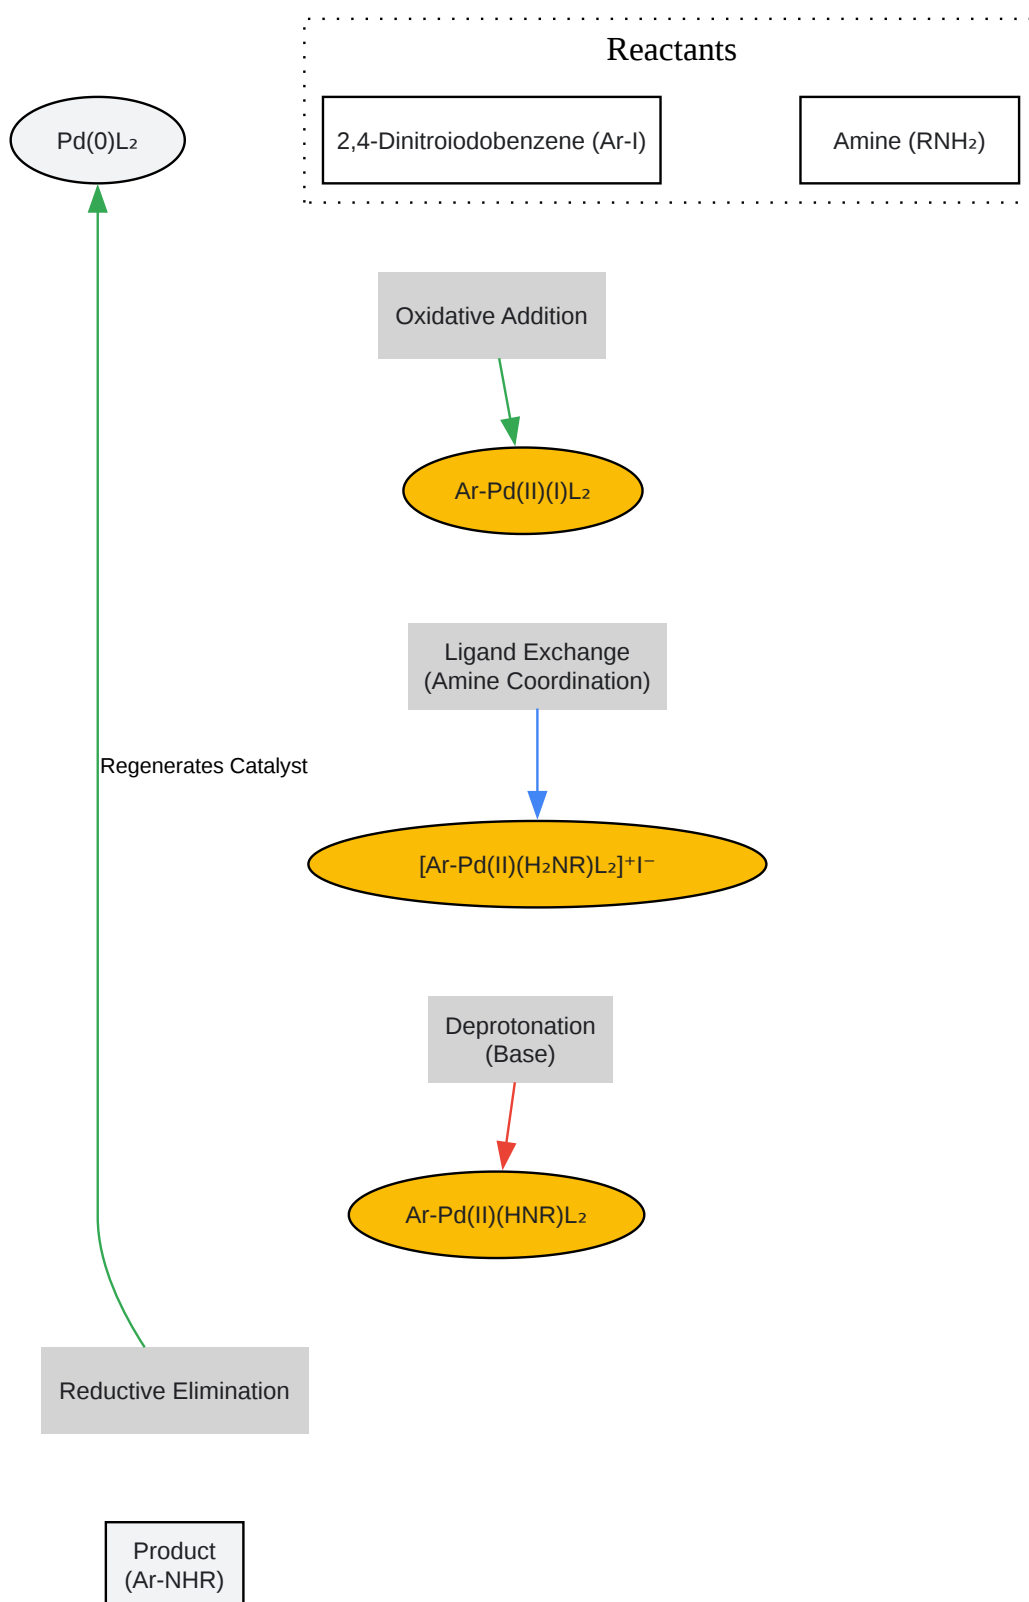 Reactants
Pd(0)L₂
2,4-Dinitroiodobenzene (Ar-I)
Amine (RNH₂)
Oxidative Addition
Ar-Pd(II)(I)L₂
Ligand Exchange
(Amine Coordination)
Regenerates Catalyst
[Ar-Pd(II)(H₂NR)L₂]⁺I⁻
Deprotonation
(Base)
Ar-Pd(II)(HNR)L₂
Reductive Elimination
Product
(Ar-NHR)